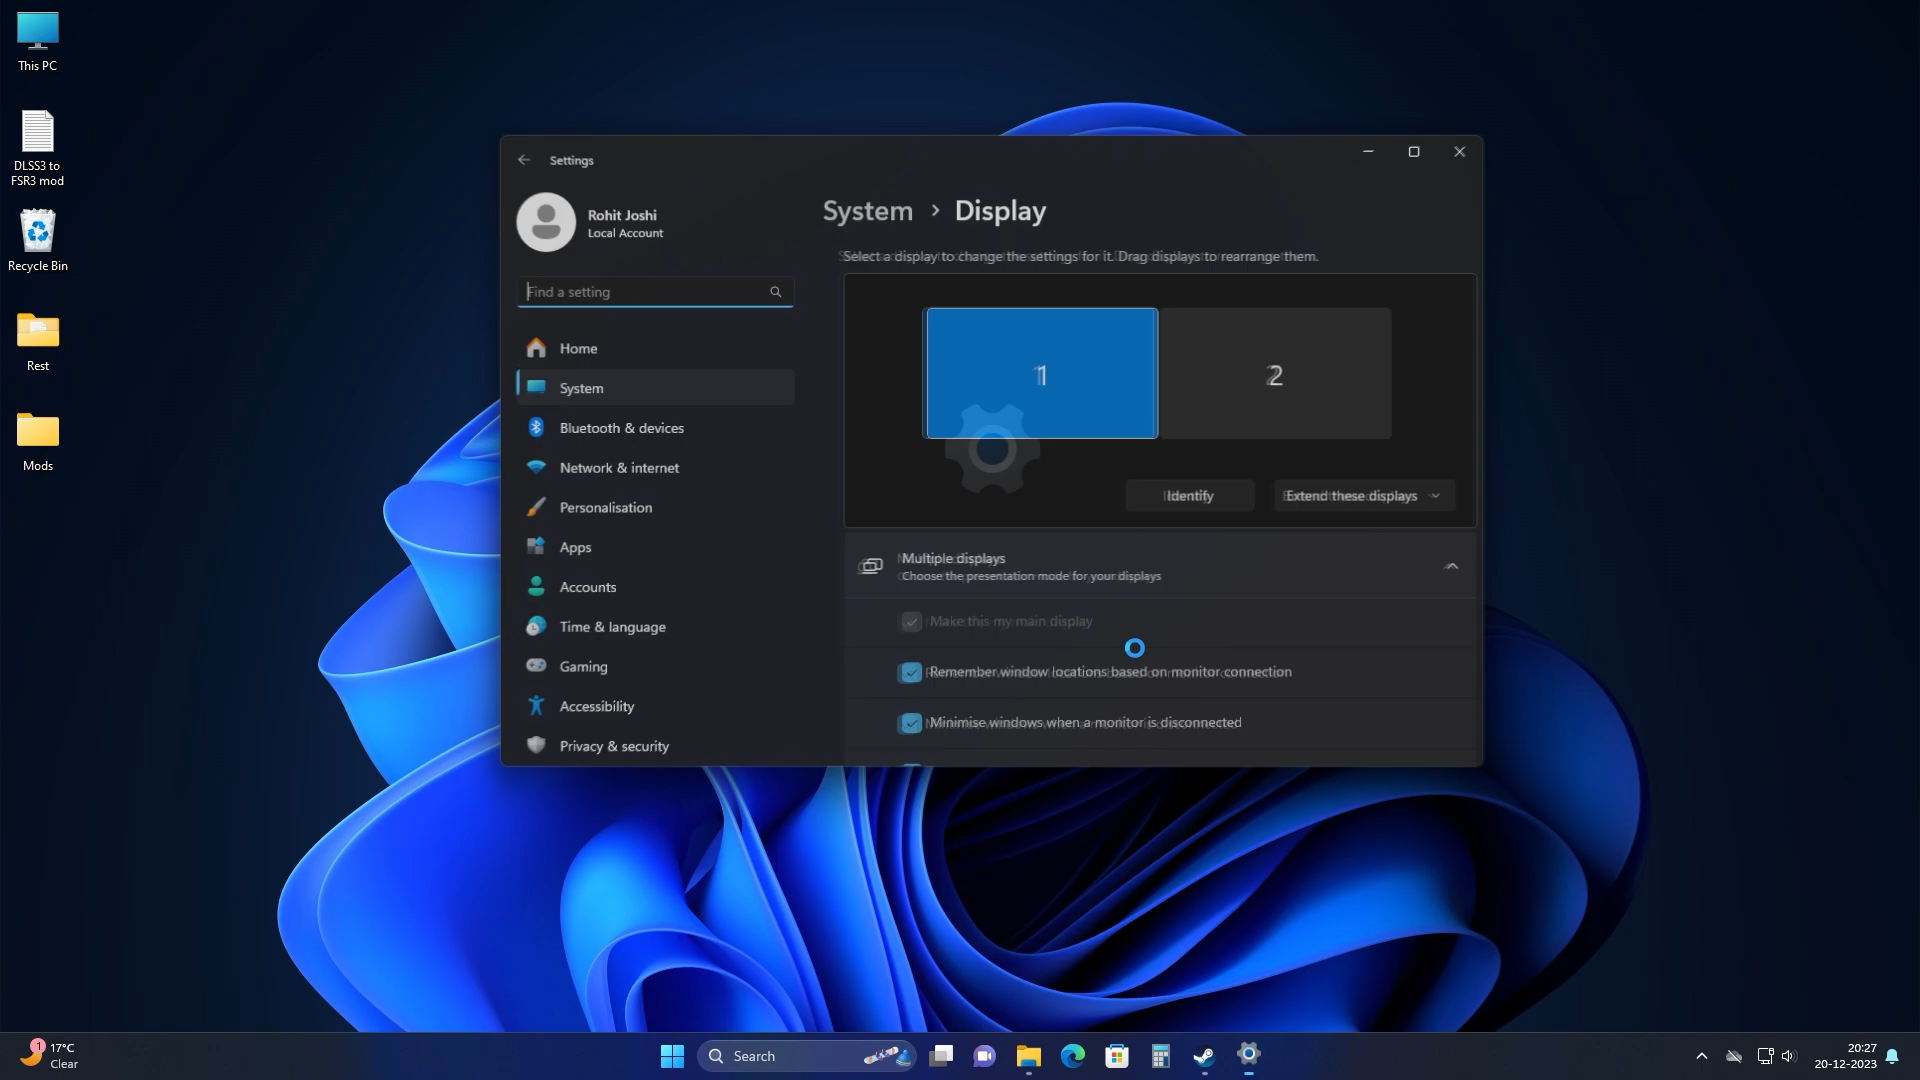 This PC
DLSS3 to
FSR3 mod
Recycle Bin
Rest
Mods
Settings
Rohit Joshi
Local Account
Find a setting
Home
System
Bluetooth & devices
Network & internet
Personalisation
Apps
Accounts
Time & language
Gaming
Accessibility
Privacy & security
System > Display
Select a display to change the settings for it. Drag displays to rearrange them.
1
2
Identify
Extend these displays
Multiple displays
Choose the presentation mode for your displays
Make this my main display
Remember window locations based on monitor connection
Minimise windows when a monitor is disconnected
1
17°C
Clear
Search
20:27
20-12-2023